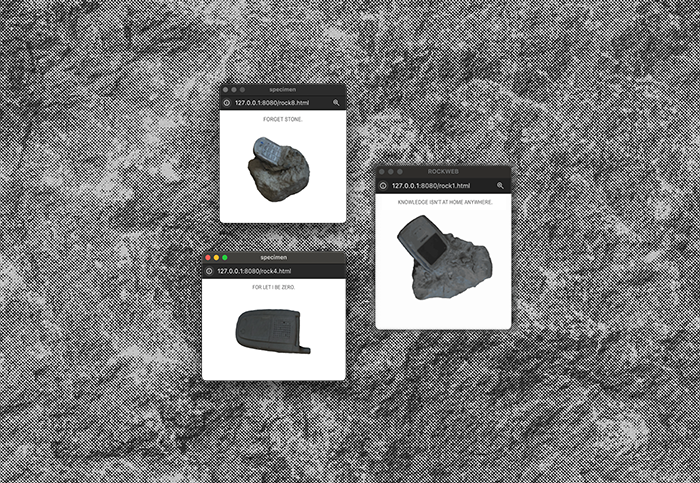 specimen
127.0.0.1:8080/rock8.html
FORGET STONE.
ROCKWEB
127.0.0.1:8080/rock1.html
KNOWLEDGE ISN'T AT HOME ANYWHERE.
specimen
127.0.0.1:8080/rock4.html
FOR LET I BE ZERO.